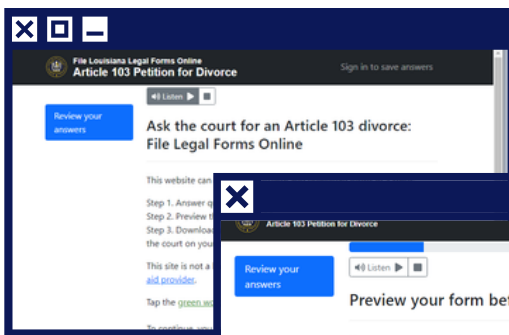 File Louisiana Legal Forms Online
Article 103 Petition for Divorce
Sign in to save answers
Listen
Review your
answers
Ask the court for an Article 103 divorce:
File Legal Forms Online
This website can
Step 1. Answer q
Step 2. Preview t
Step 3. Download
the court on you
This site is not a
aid provider.
Tap the green wo
To continue, you
Article 103 Petition for Divorce
Review your
answers
Listen
Preview your form bef